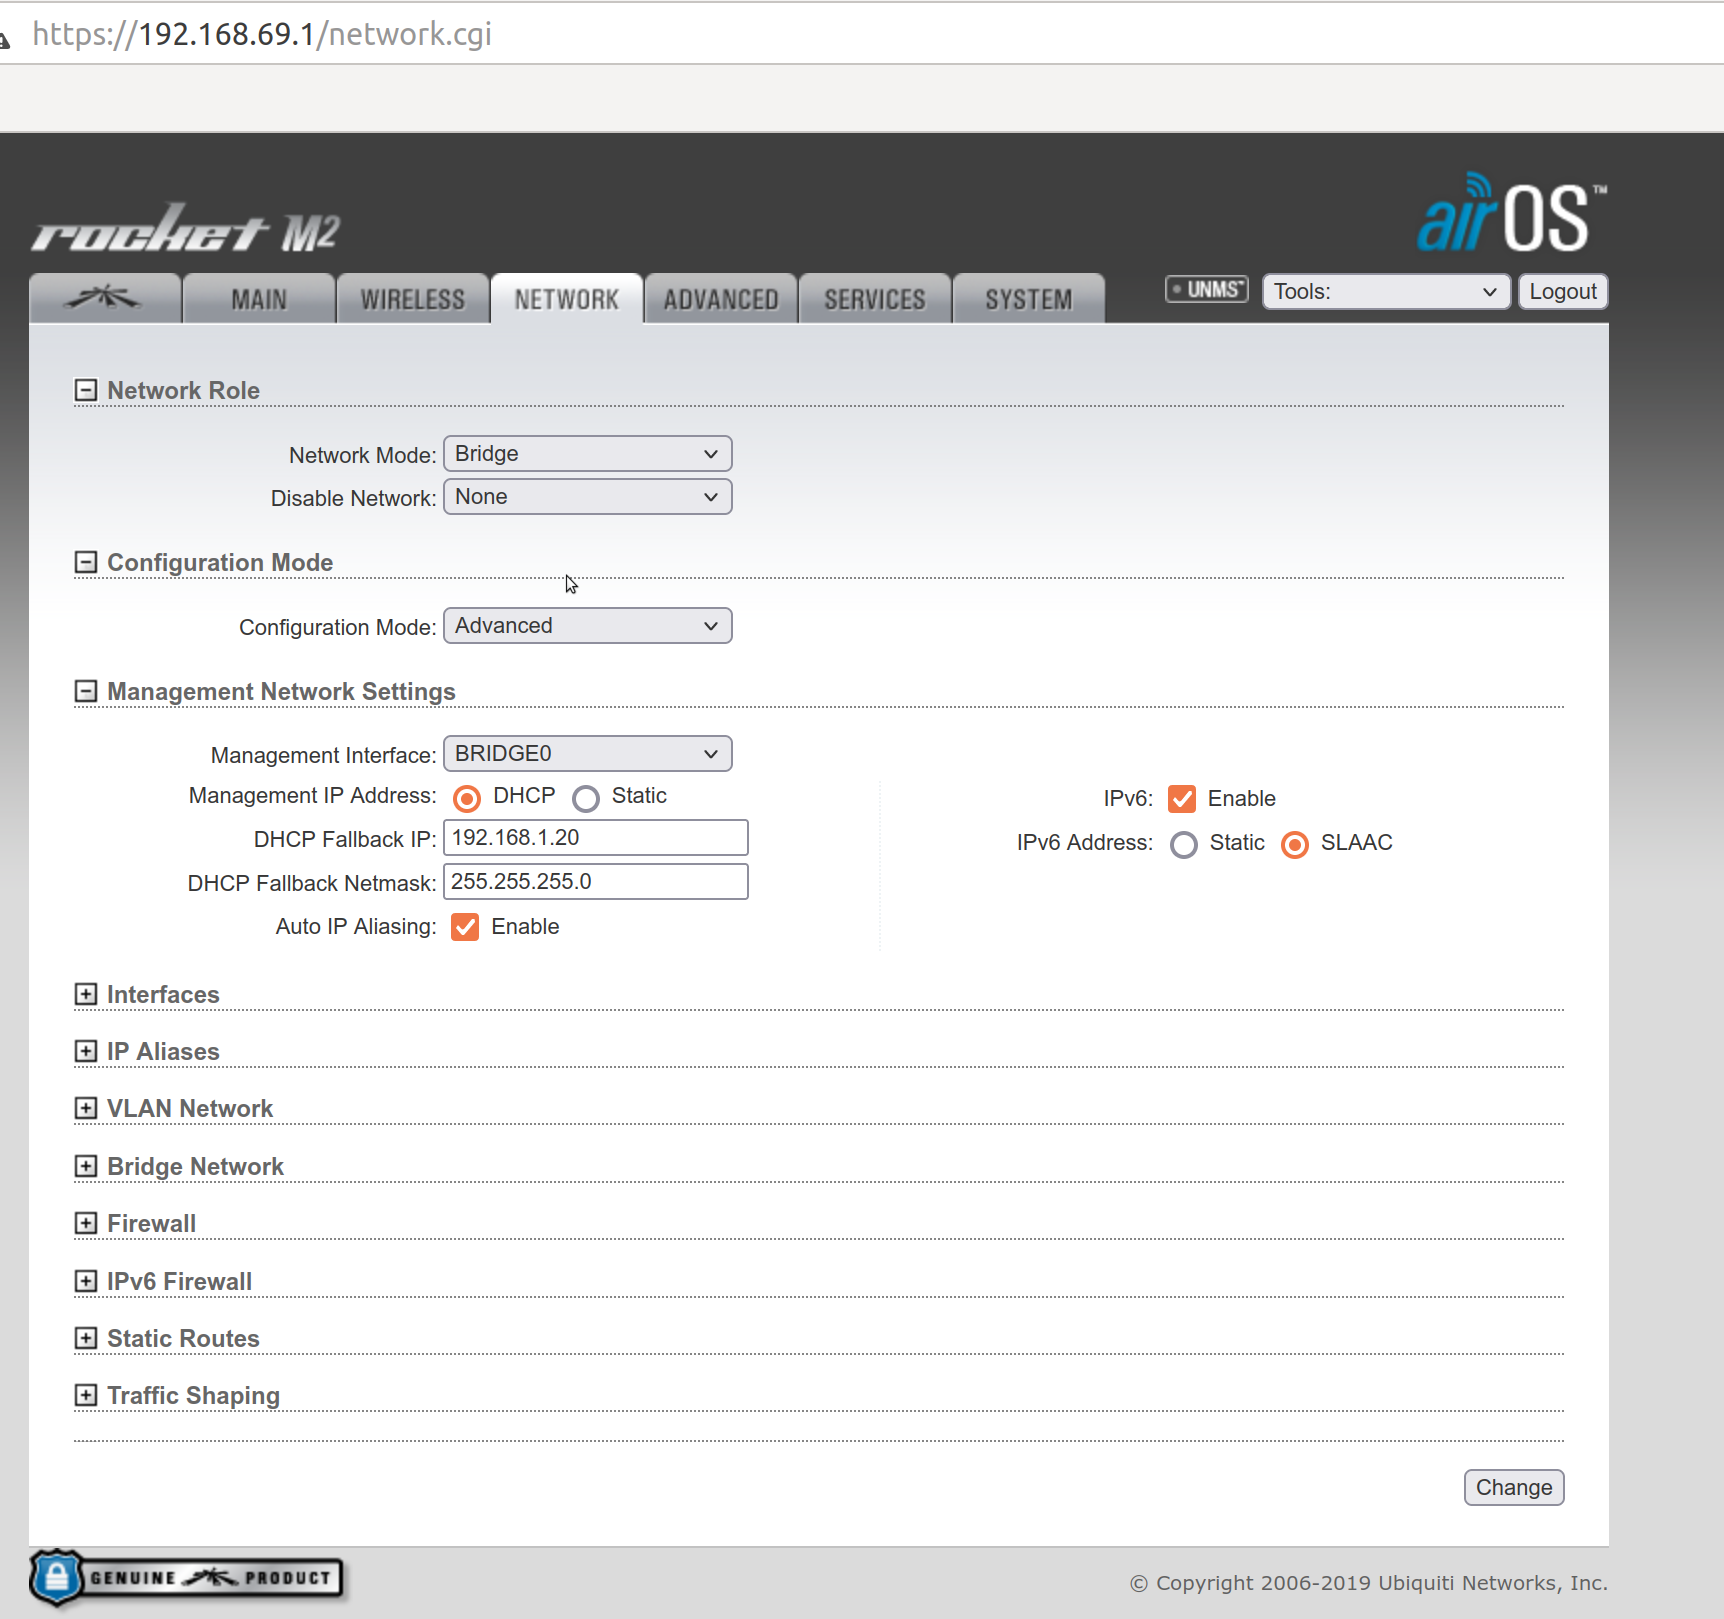 https://192.168.69.1/network.cgi
rocket M2
airOS™
MAIN WIRELESS NETWORK ADVANCED SERVICES SYSTEM UNMS™ Tools: Logout
Network Role
Network Mode: Bridge
Disable Network: None
Configuration Mode
Configuration Mode: Advanced
Management Network Settings
Management Interface: BRIDGE0
Management IP Address: DHCP Static
DHCP Fallback IP: 192.168.1.20
DHCP Fallback Netmask: 255.255.255.0
Auto IP Aliasing: Enable
IPv6: Enable
IPv6 Address: Static SLAAC
Interfaces
IP Aliases
VLAN Network
Bridge Network
Firewall
IPv6 Firewall
Static Routes
Traffic Shaping
Change
GENUINE PRODUCT
© Copyright 2006-2019 Ubiquiti Networks, Inc.